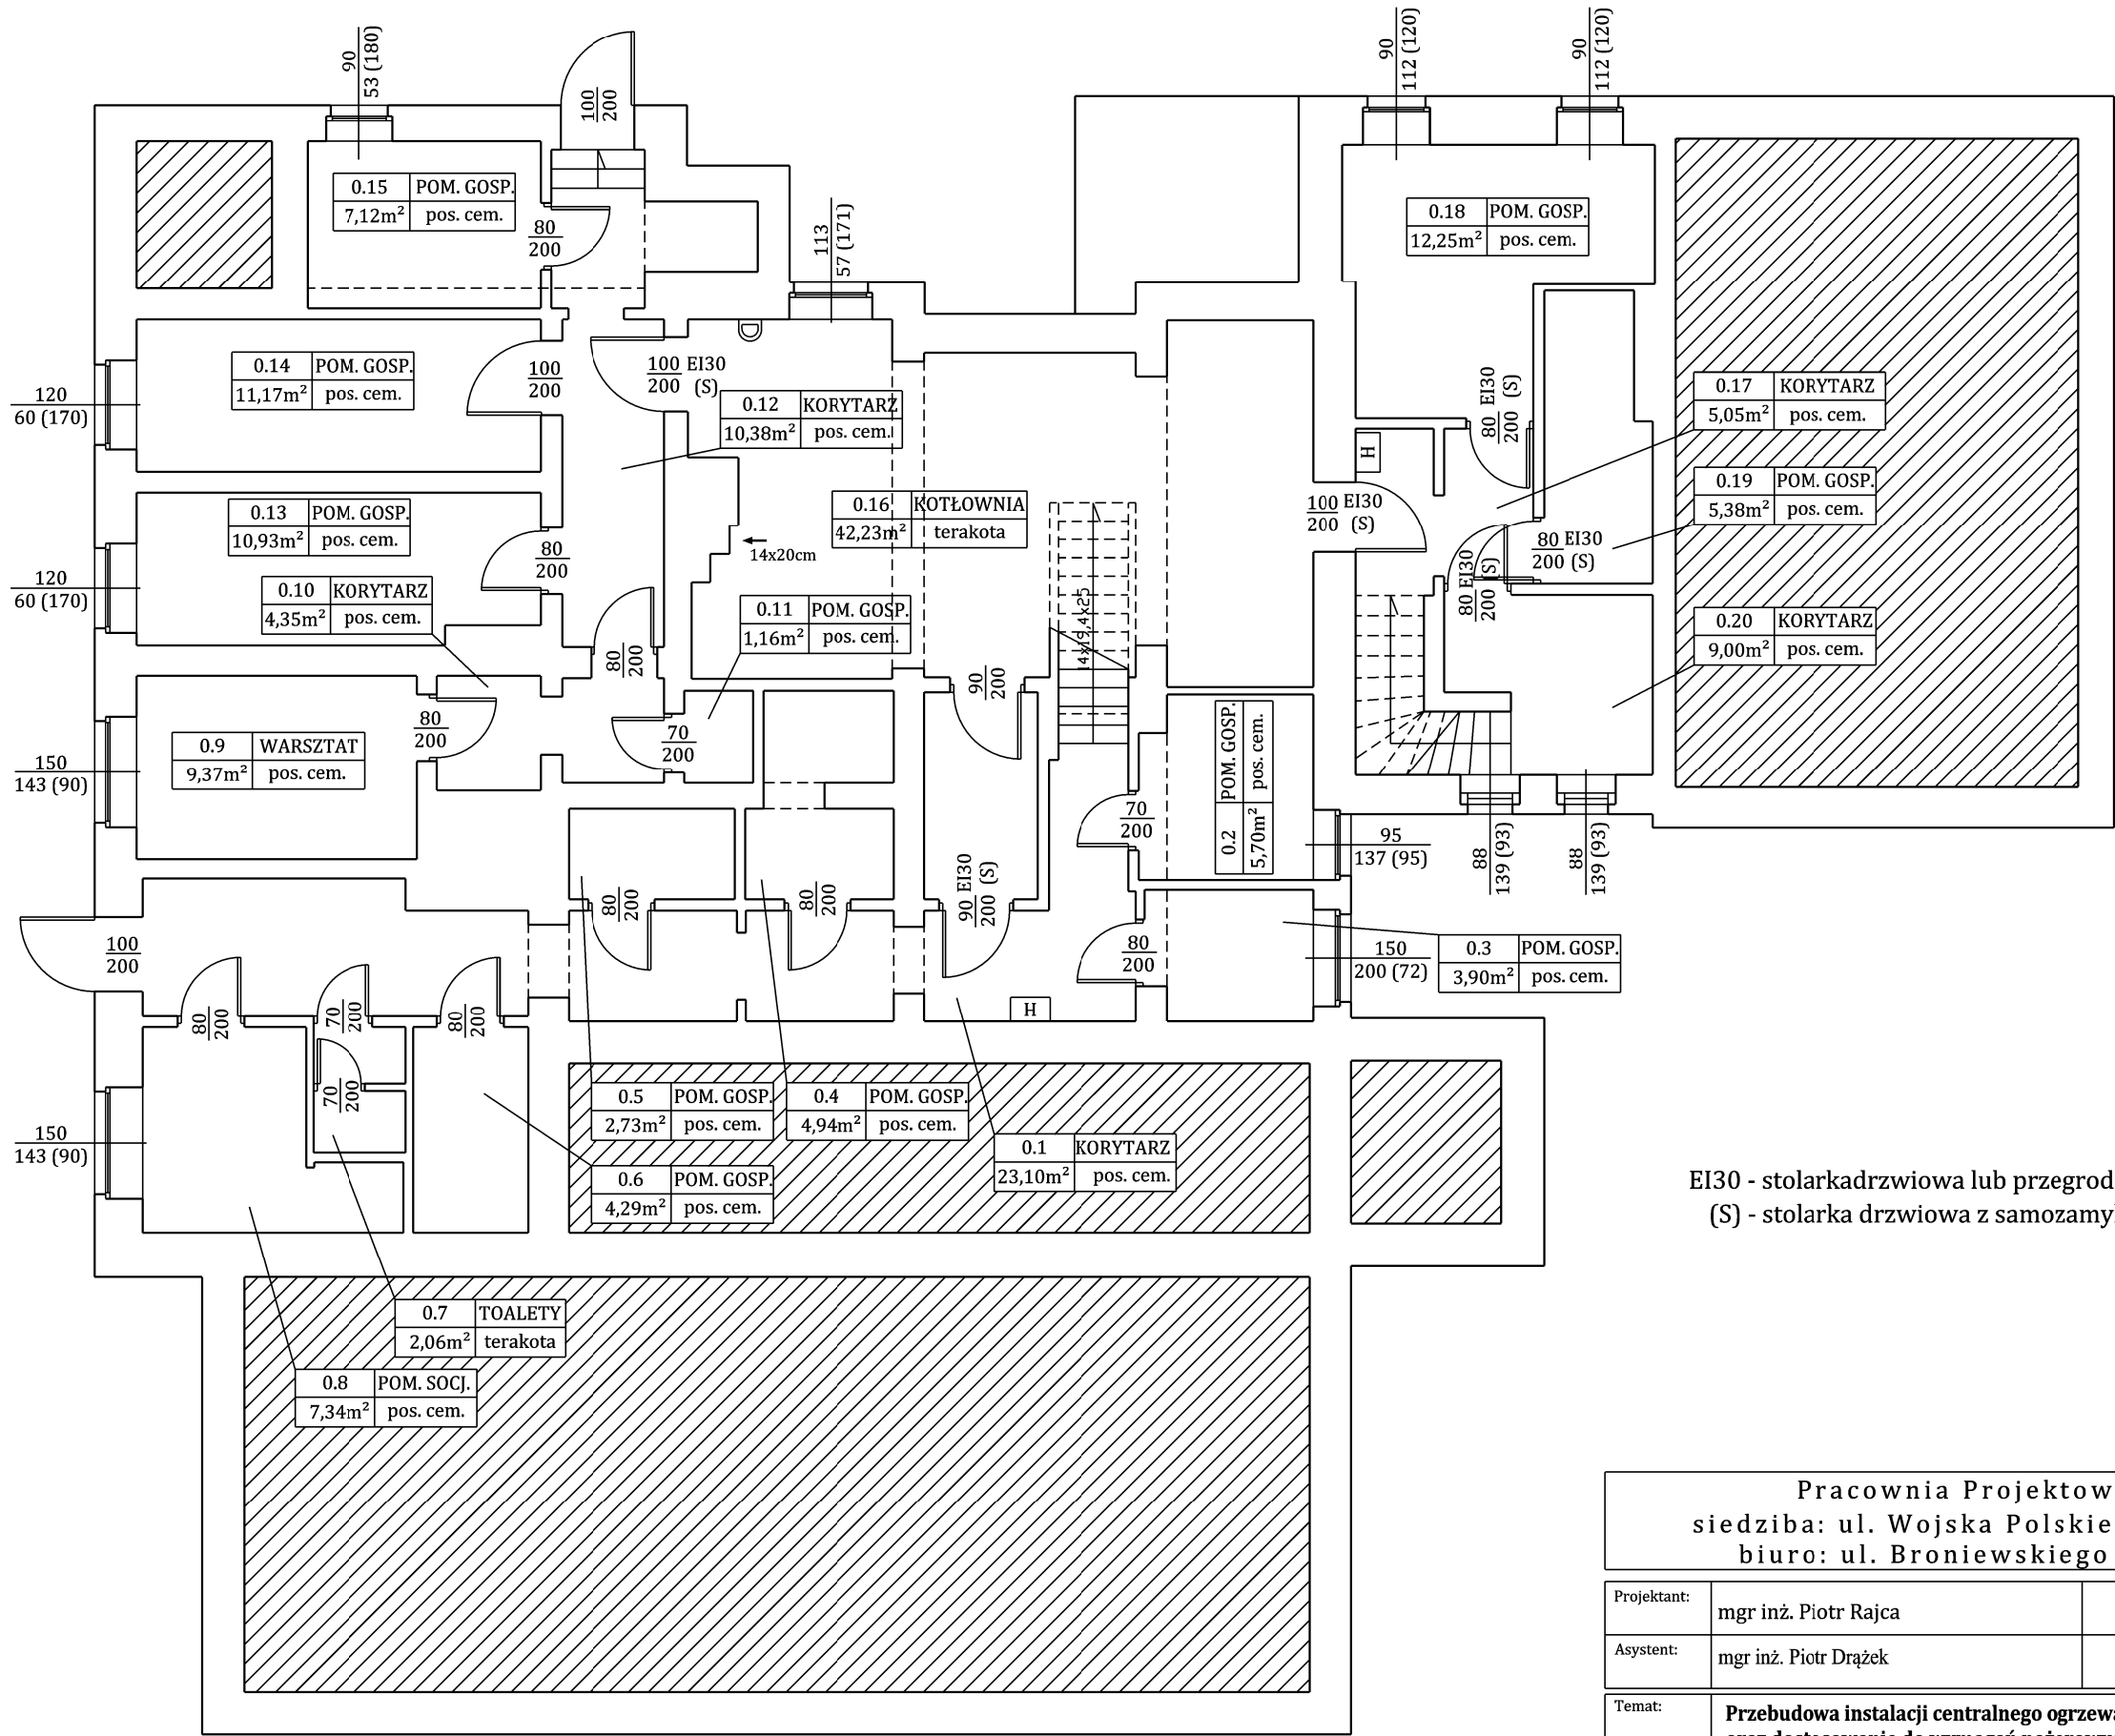 90
53 (180)
100
200
90
112 (120)
90
112 (120)
0.15 POM. GOSP.
7,12m² pos. cem.
80
200
113
57 (171)
0.18 POM. GOSP.
12,25m² pos. cem.
0.14 POM. GOSP.
11,17m² pos. cem.
100
200
100 EI30
200 (S)
120
60 (170)
0.12 KORYTARZ
10,38m² pos. cem.
80 EI30
200 (S)
0.17 KORYTARZ
5,05m² pos. cem.
H
0.13 POM. GOSP.
10,93m² pos. cem.
80
200
14x20cm
0.16 KOTŁOWNIA
42,23m² terakota
100 EI30
200 (S)
0.19 POM. GOSP.
5,38m² pos. cem.
80 EI30
200 (S)
80 EI30
200 (S)
120
60 (170)
0.10 KORYTARZ
4,35m² pos. cem.
0.11 POM. GOSP.
1,16m² pos. cem.
14x19,4x25
0.20 KORYTARZ
9,00m² pos. cem.
80
200
90
200
150
143 (90)
0.9 WARSZTAT
9,37m² pos. cem.
80
200
70
200
0.2 POM. GOSP.
5,70m² pos. cem.
70
200
95
137 (95)
88
139 (93)
88
139 (93)
100
200
80
200
80
200
90 EI30
200 (S)
80
200
150
200 (72)
0.3 POM. GOSP.
3,90m² pos. cem.
H
80
200
70
200
80
200
70
200
150
143 (90)
0.5 POM. GOSP.
2,73m² pos. cem.
0.4 POM. GOSP.
4,94m² pos. cem.
0.1 KORYTARZ
23,10m² pos. cem.
0.6 POM. GOSP.
4,29m² pos. cem.
EI30 - stolarkadrzwiowa lub przegrod
(S) - stolarka drzwiowa z samozamy
0.7 TOALETY
2,06m² terakota
0.8 POM. SOCJ.
7,34m² pos. cem.
Pracownia Projektow
siedziba: ul. Wojska Polskie
biuro: ul. Broniewskiego
Projektant: mgr inż. Piotr Rajca
Asystent: mgr inż. Piotr Drążek
Temat: Przebudowa instalacji centralnego ogrzewa